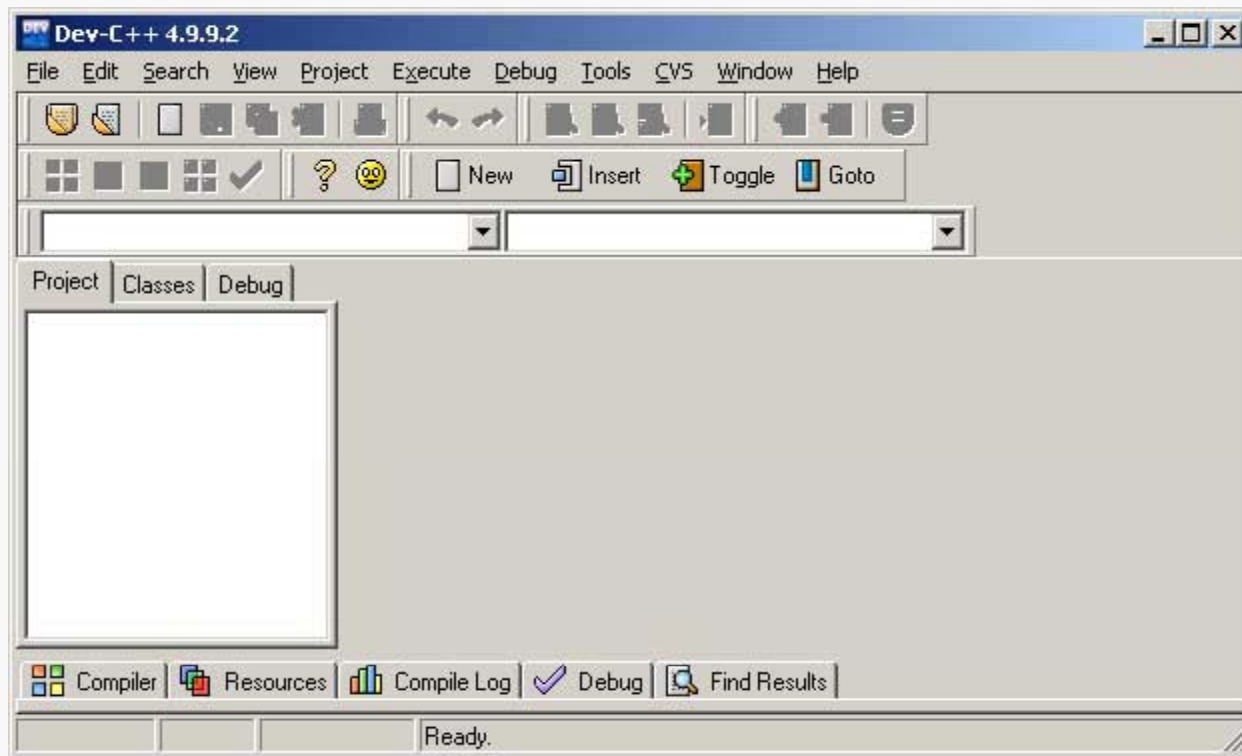 Dev-C++ 4.9.9.2
File Edit Search View Project Execute Debug Tools CVS Window Help
New Insert Toggle Goto
Project Classes Debug
Compiler Resources Compile Log Debug Find Results
Ready.